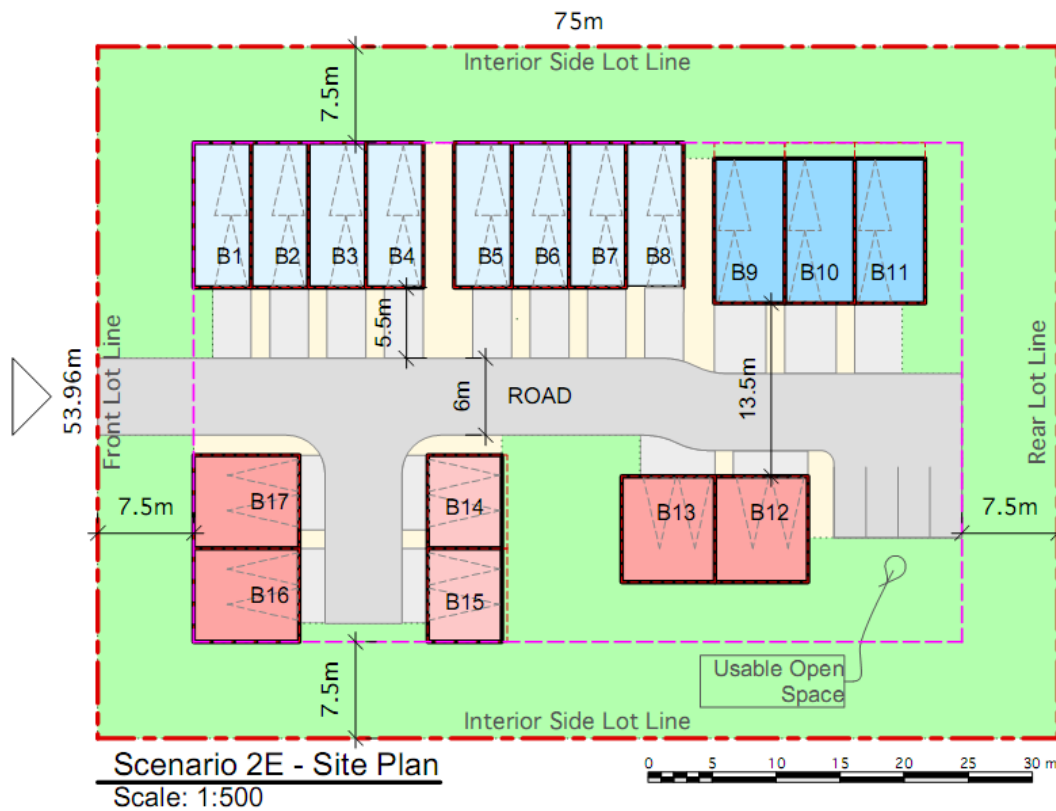 75m
Interior Side Lot Line
7.5m
B1
B2
B3
B4
B5
B6
B7
B8
B9
B10
B11
5.5m
53.96m
Front Lot Line
6m
ROAD
13.5m
Rear Lot Line
7.5m
B17
B14
B13
B12
7.5m
B16
B15
7.5m
Usable Open
Space
Interior Side Lot Line
Scenario 2E - Site Plan
Scale: 1:500
0 5 10 15 20 25 30 m